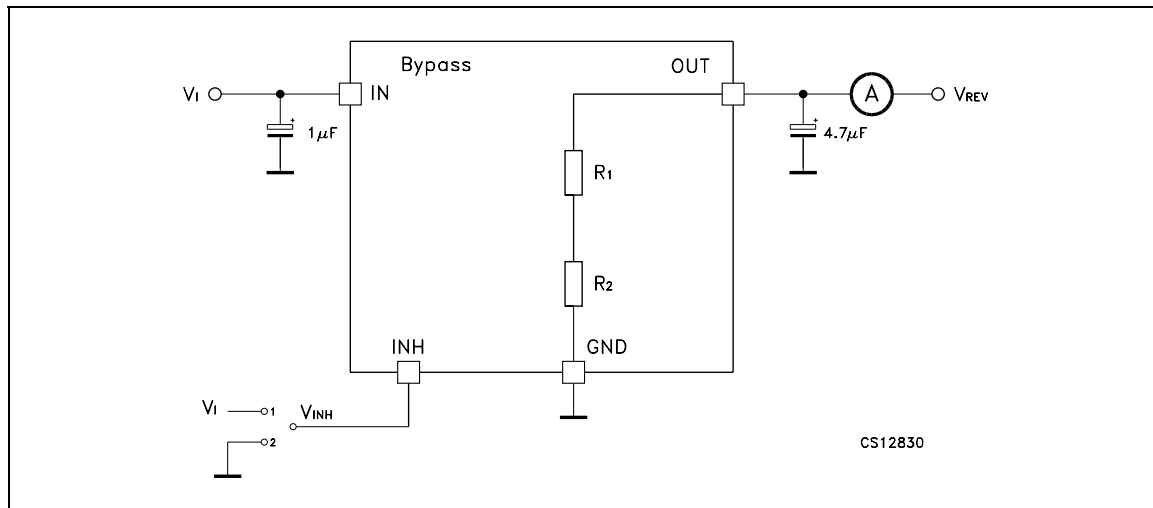 Bypass
OUT
VI
IN
1μF
A
VREV
4.7μF
R1
R2
INH
GND
VI
1
VINH
2
CS12830